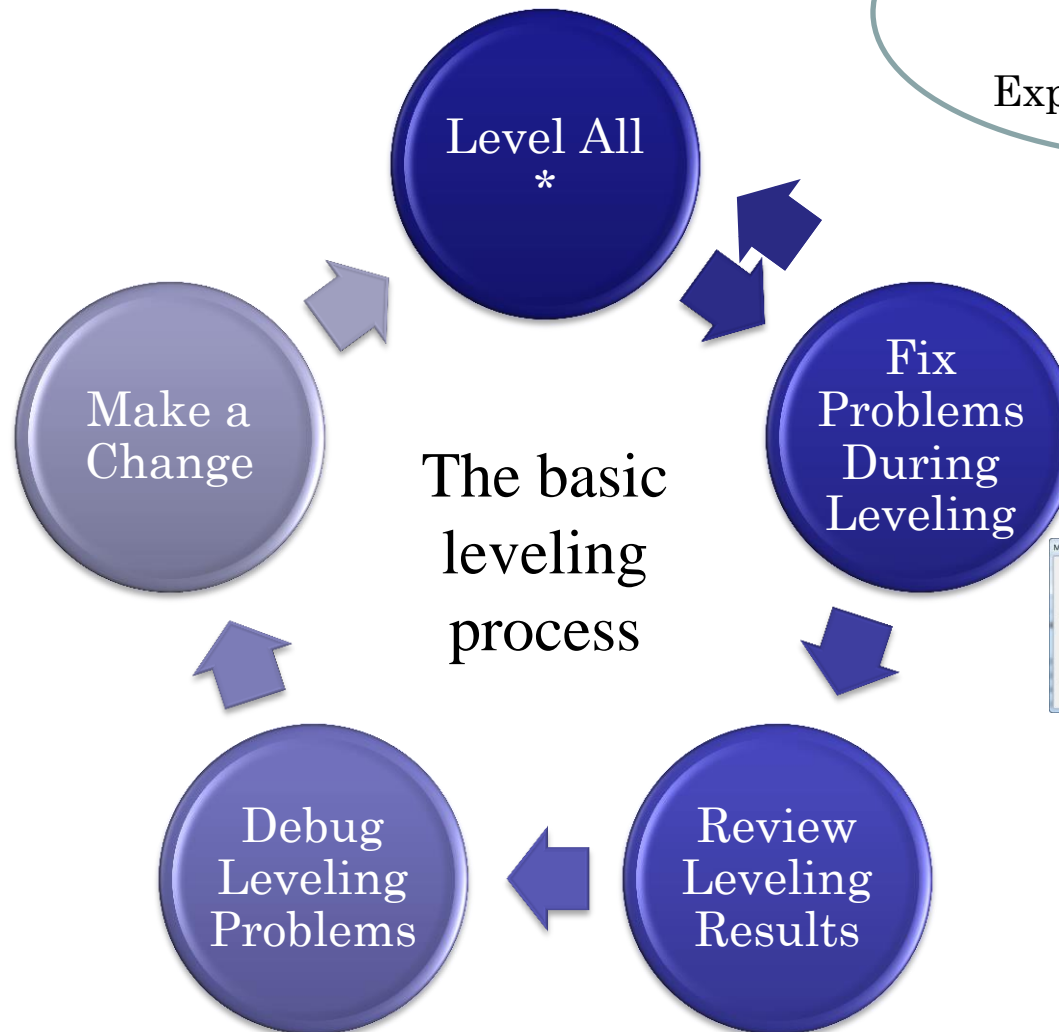 Level All
*
Exp
Fix
Problems
During
Leveling
Make a
Change
The basic
leveling
process
M
Debug
Leveling
Problems
Review
Leveling
Results